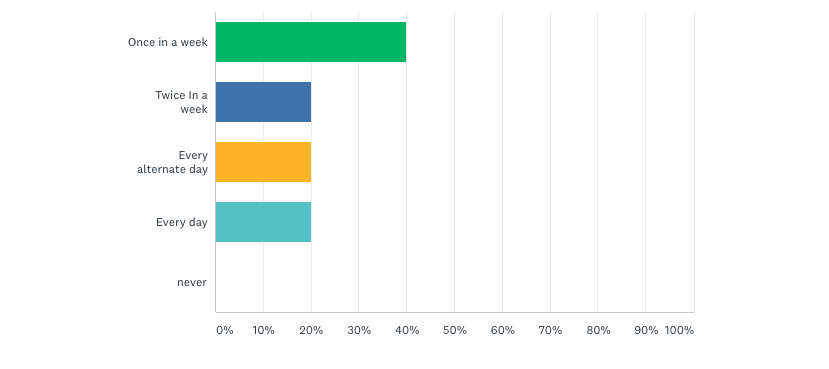 Once in a week
Twice In a
week
Every
alternate day
Every day
never
0% 10% 20% 30% 40% 50% 60% 70% 80% 90% 100%